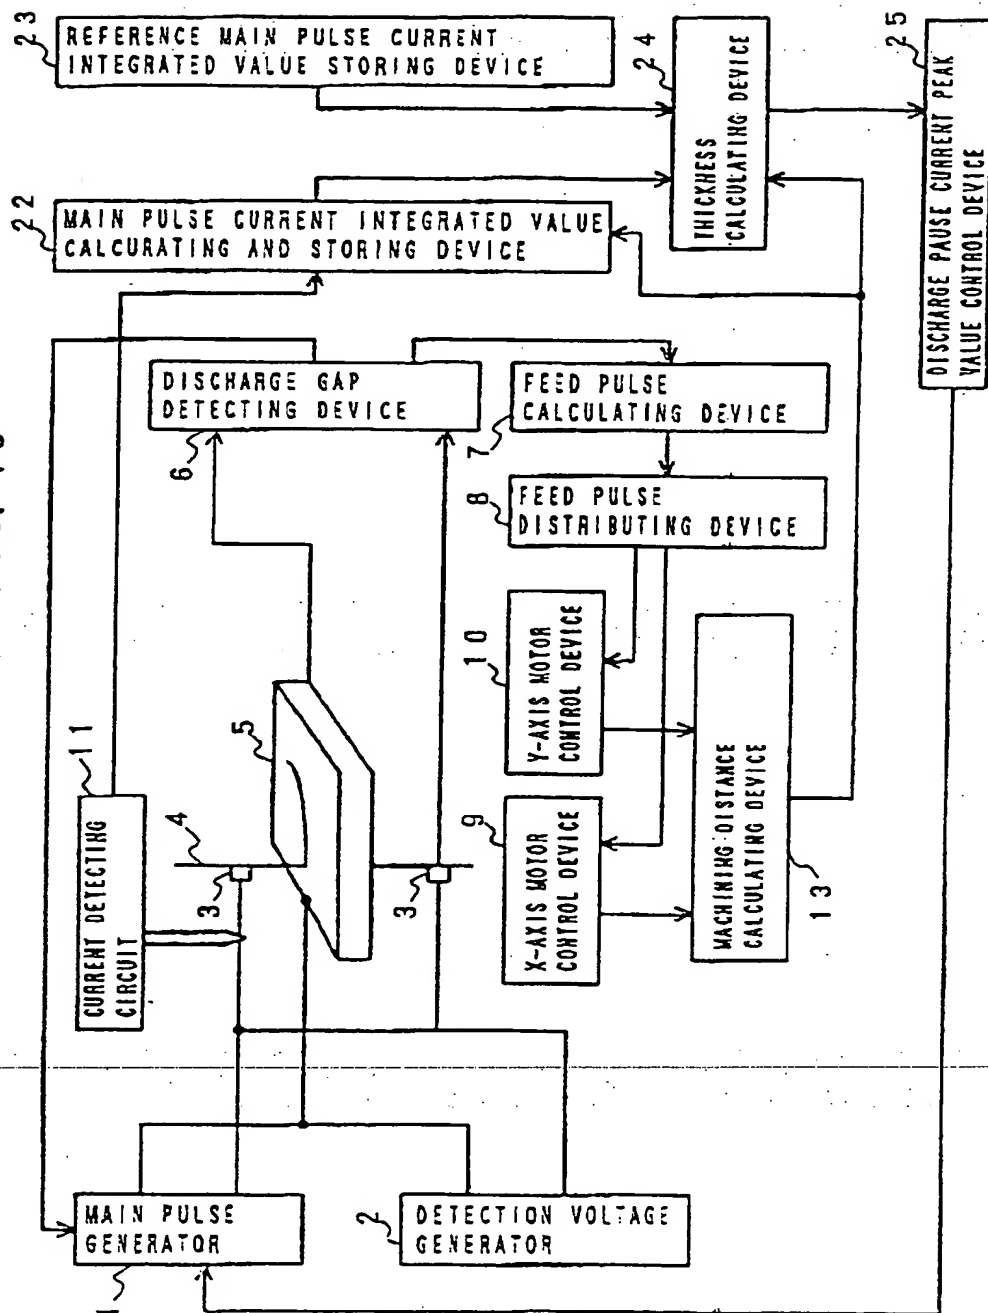 23
REFERENCE MAIN PULSE CURRENT
INTEGRATED VALUE STORING DEVICE
22
MAIN PULSE CURRENT INTEGRATED VALUE
CALCURATING AND STORING DEVICE
24
THICKNESS
CALCULATING DEVICE
25
DISCHARGE PAUSE CURRENT PEAK
VALUE CONTROL DEVICE
6
DISCHARGE GAP
DETECTING DEVICE
7
FEED PULSE
CALCULATING DEVICE
8
FEED PULSE
DISTRIBUTING DEVICE
10
Y-AXIS MOTOR
CONTROL DEVICE
9
X-AXIS MOTOR
CONTROL DEVICE
MACHINING DISTANCE
CALCULATING DEVICE
13
11
CURRENT DETECTING
CIRCUIT
4
5
3
3
1
MAIN PULSE
GENERATOR
2
DETECTION VOLTAGE
GENERATOR